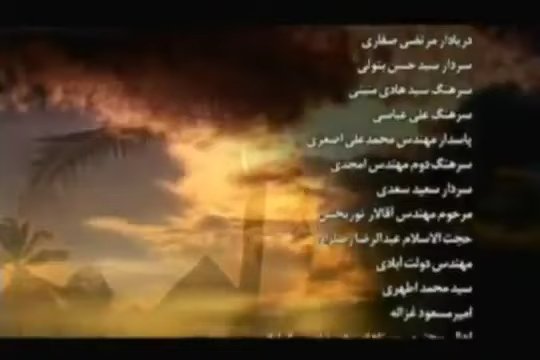 دریادار مرتضی صفاری
سردار سید حسن بتولی
سرهنگ سید هادی
سرهنگ علی عباسی
پاسدار مهندس محمدعلی اصغری
سرهنگ دوم مهندس امجدی
سردار سعید سعدی
مرحوم مهندس آقالار نوربخش
حجت الاسلام عبدالرضا
مهندس دولت آبادی
سید محمد اطهری
امیر مسعود غزاله